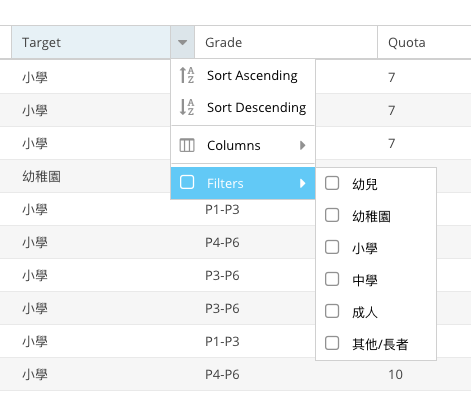 Target Grade Quota
小學 7
Sort Ascending
小學 7
Sort Descending
小學 7
Columns
幼稚園
Filters
幼兒
小學 P1-P3
幼稚園
小學 P4-P6
小學
小學 P3-P6
中學
小學 P3-P6
成人
小學 P1-P3
其他/長者
小學 P4-P6 10